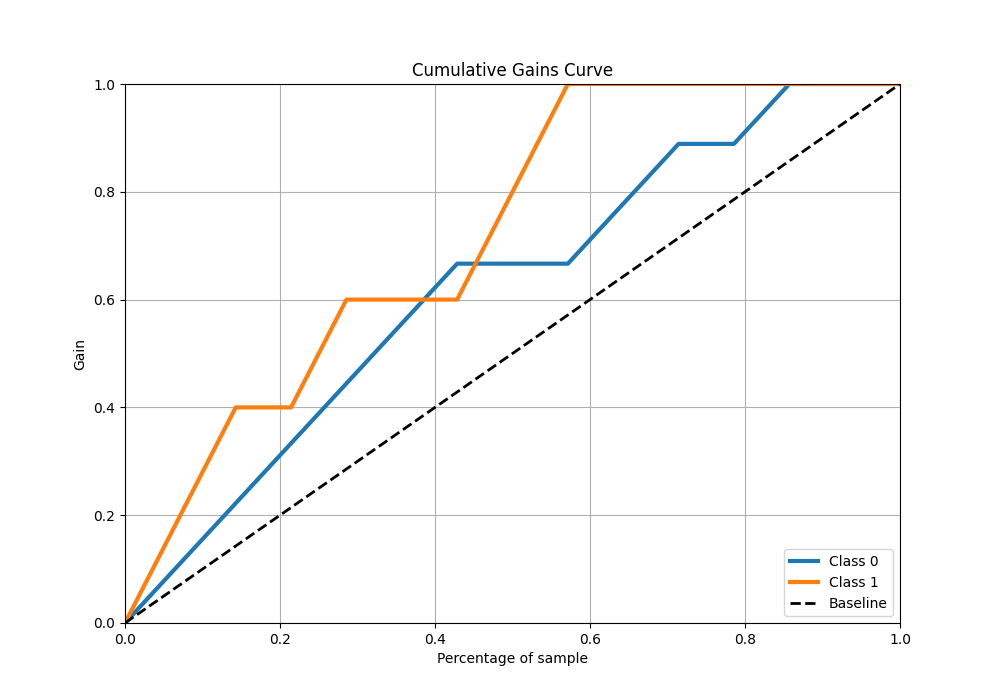 Cumulative Gains Curve
Gain
1.0
0.8
0.6
0.4
0.2
0.0
0.0 0.2 0.4 0.6 0.8 1.0
Percentage of sample
Class 0
Class 1
Baseline